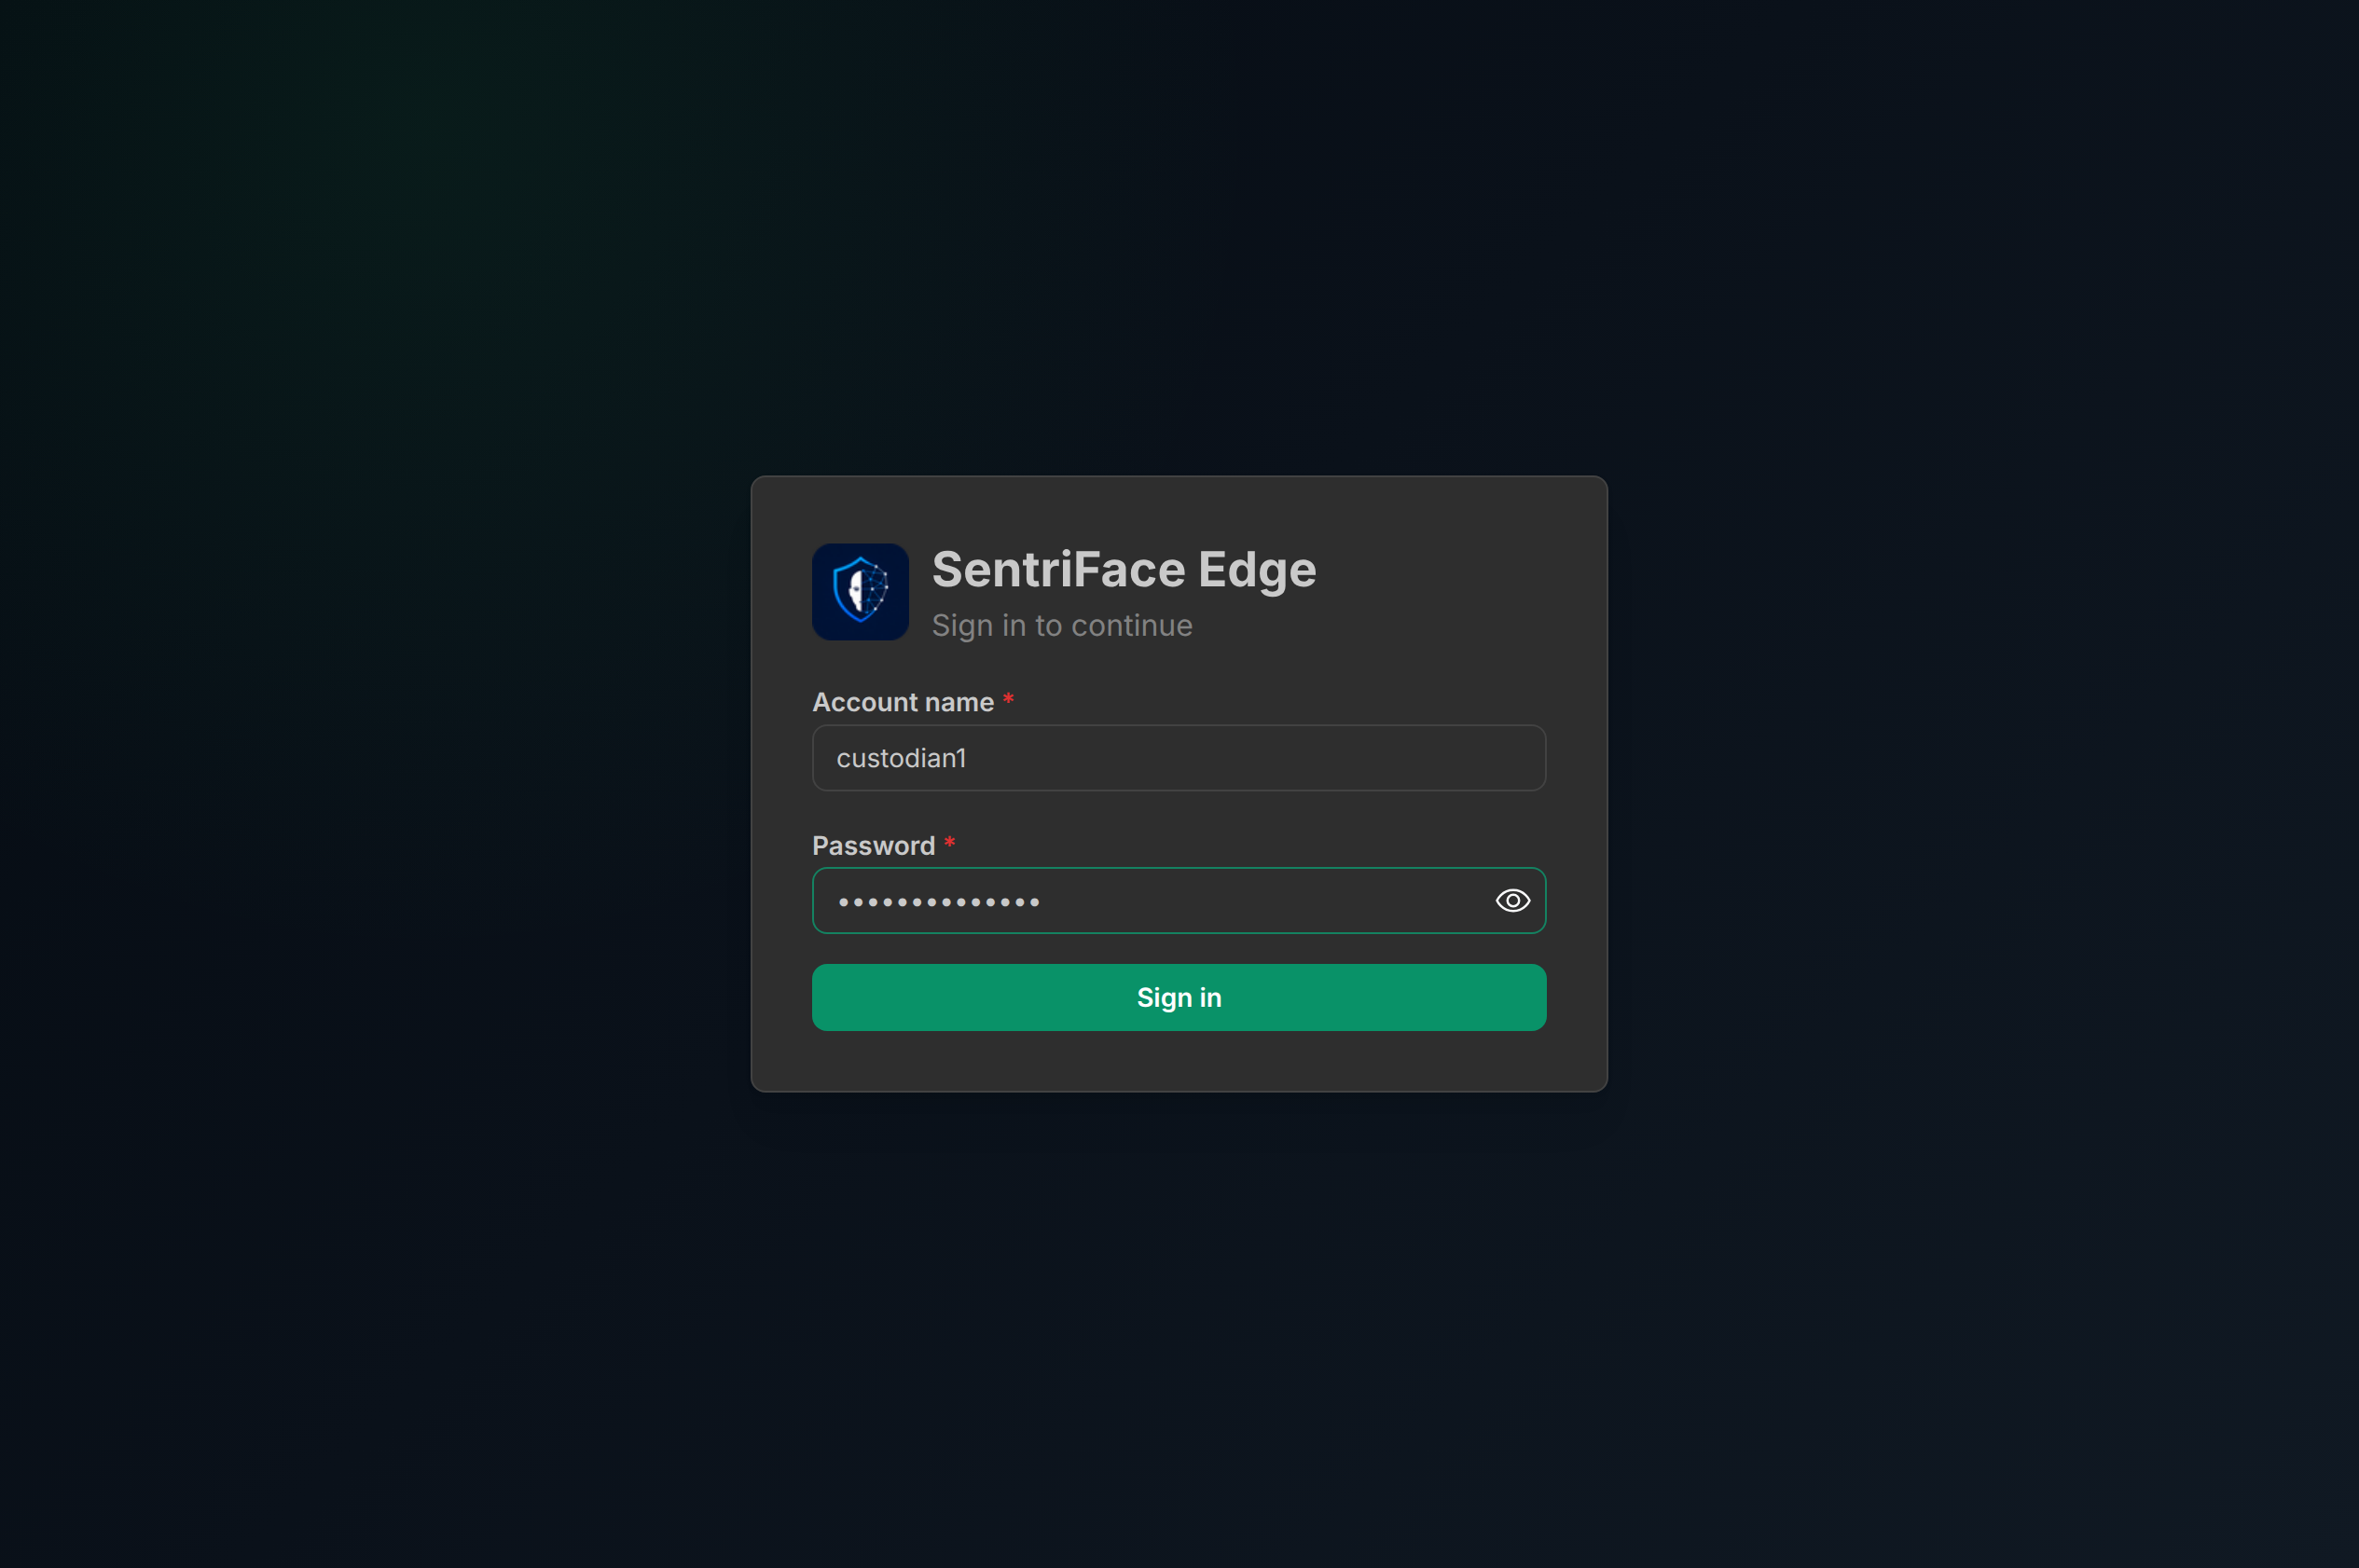 SentriFace Edge
Sign in to continue
Account name *
custodian1
Password *
••••••••••••••
Sign in